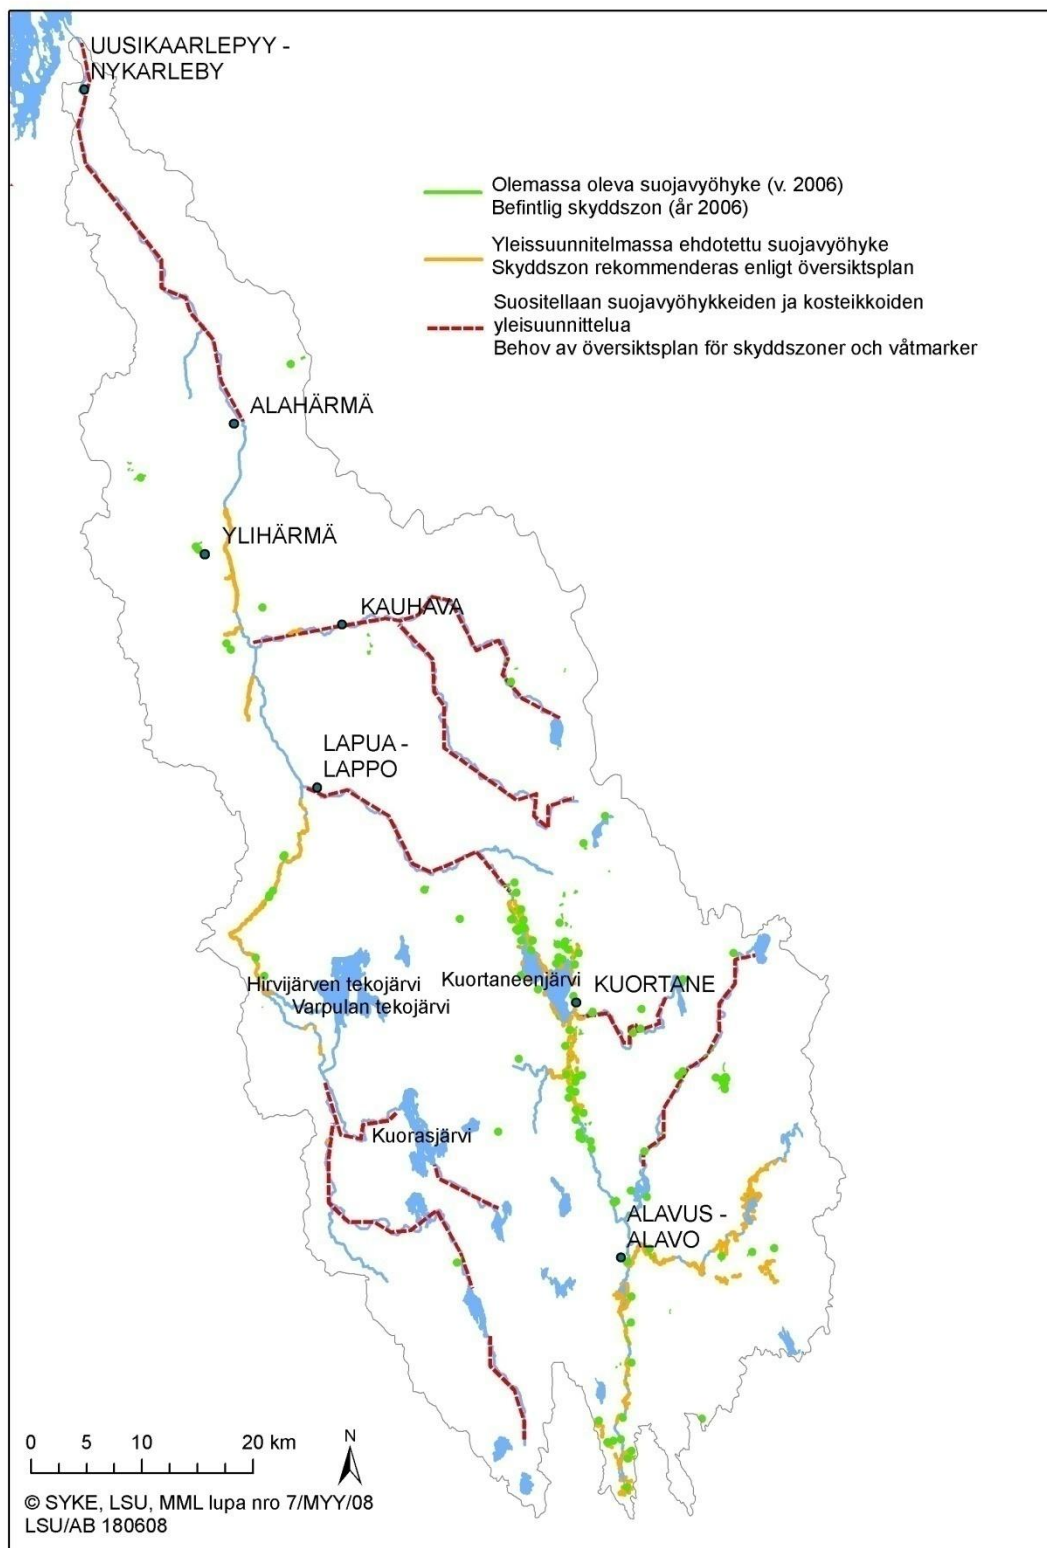 UUSIKAARLEPYY -
NYKARLEBY
Olemassa oleva suojavyöhyke (v. 2006)
Befintlig skyddszon (år 2006)
Yleissuunnitelmassa ehdotettu suojavyöhyke
Skyddszon rekommenderas enligt översiktsplan
Suositellaan suojavyöhykkeiden ja kosteikkoiden
yleisuunnittelua
Behov av översiktsplan för skyddszoner och våtmarker
ALAHÄRMÄ
YLIHÄRMÄ
KAUHAVA
LAPUA -
LAPPO
Hirvijärven tekojärvi
Varpulan tekojärvi
Kuortaneenjärvi
KUORTANE
Kuorasjärvi
ALAVUS -
ALAVO
0 5 10 20 km
N
© SYKE, LSU, MML lupa nro 7/MYY/08
LSU/AB 180608